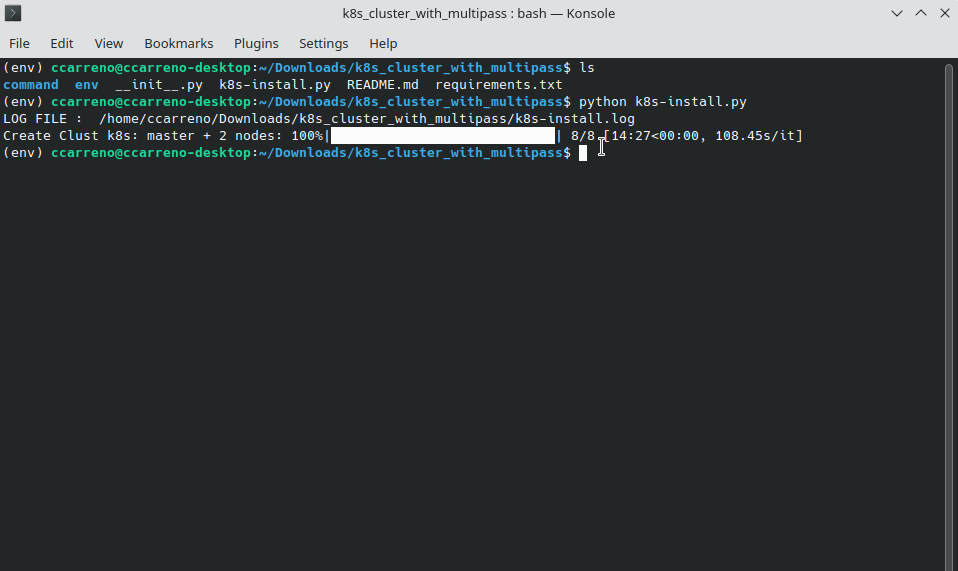 k8s_cluster_with_multipass : bash — Konsole
File Edit View Bookmarks Plugins Settings Help
(env) ccarreno@ccarreno-desktop:~/Downloads/k8s_cluster_with_multipass$ ls
command  env  __init__.py  k8s-install.py  README.md  requirements.txt
(env) ccarreno@ccarreno-desktop:~/Downloads/k8s_cluster_with_multipass$ python k8s-install.py
LOG FILE :  /home/ccarreno/Downloads/k8s_cluster_with_multipass/k8s-install.log
Create Clust k8s: master + 2 nodes: 100%|████████████████████████████| 8/8 [14:27<00:00, 108.45s/it]
(env) ccarreno@ccarreno-desktop:~/Downloads/k8s_cluster_with_multipass$